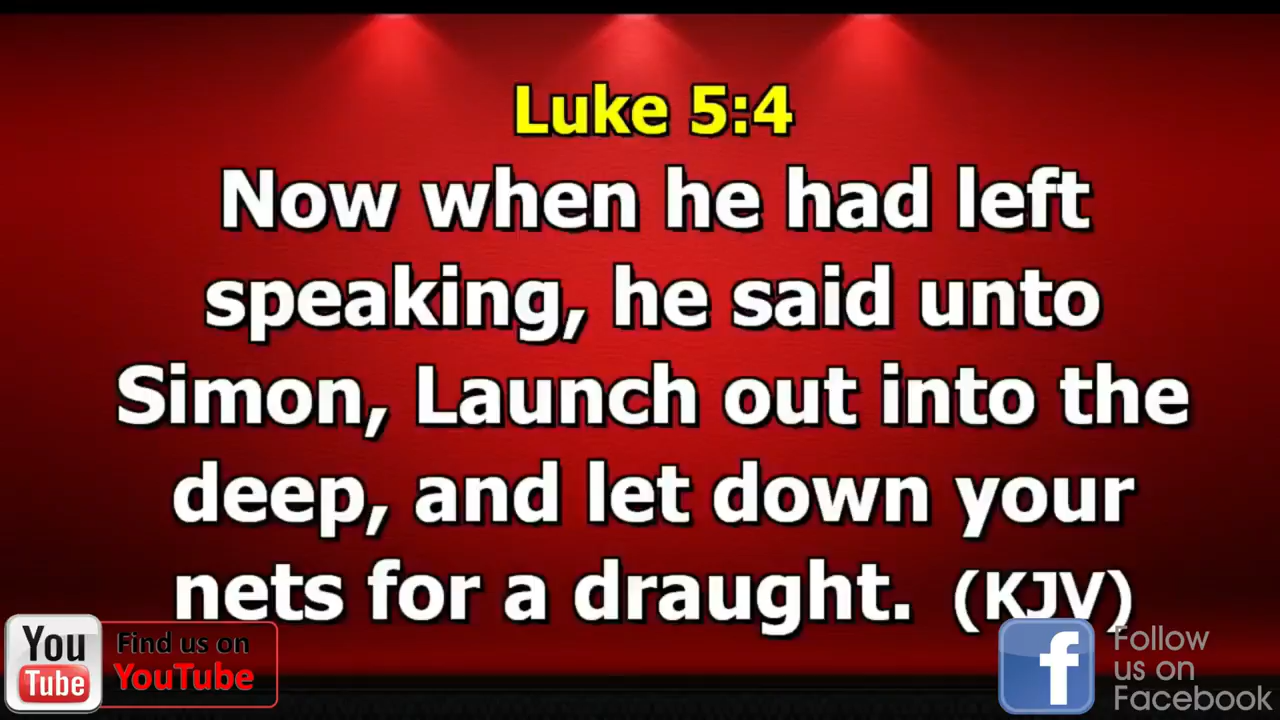 Luke 5:4
Now when he had left
speaking, he said unto
Simon, Launch out into the
deep, and let down your
nets for a draught. (KJV)
You
Tube
Find us on
YouTube
f
Follow
us on
Facebook